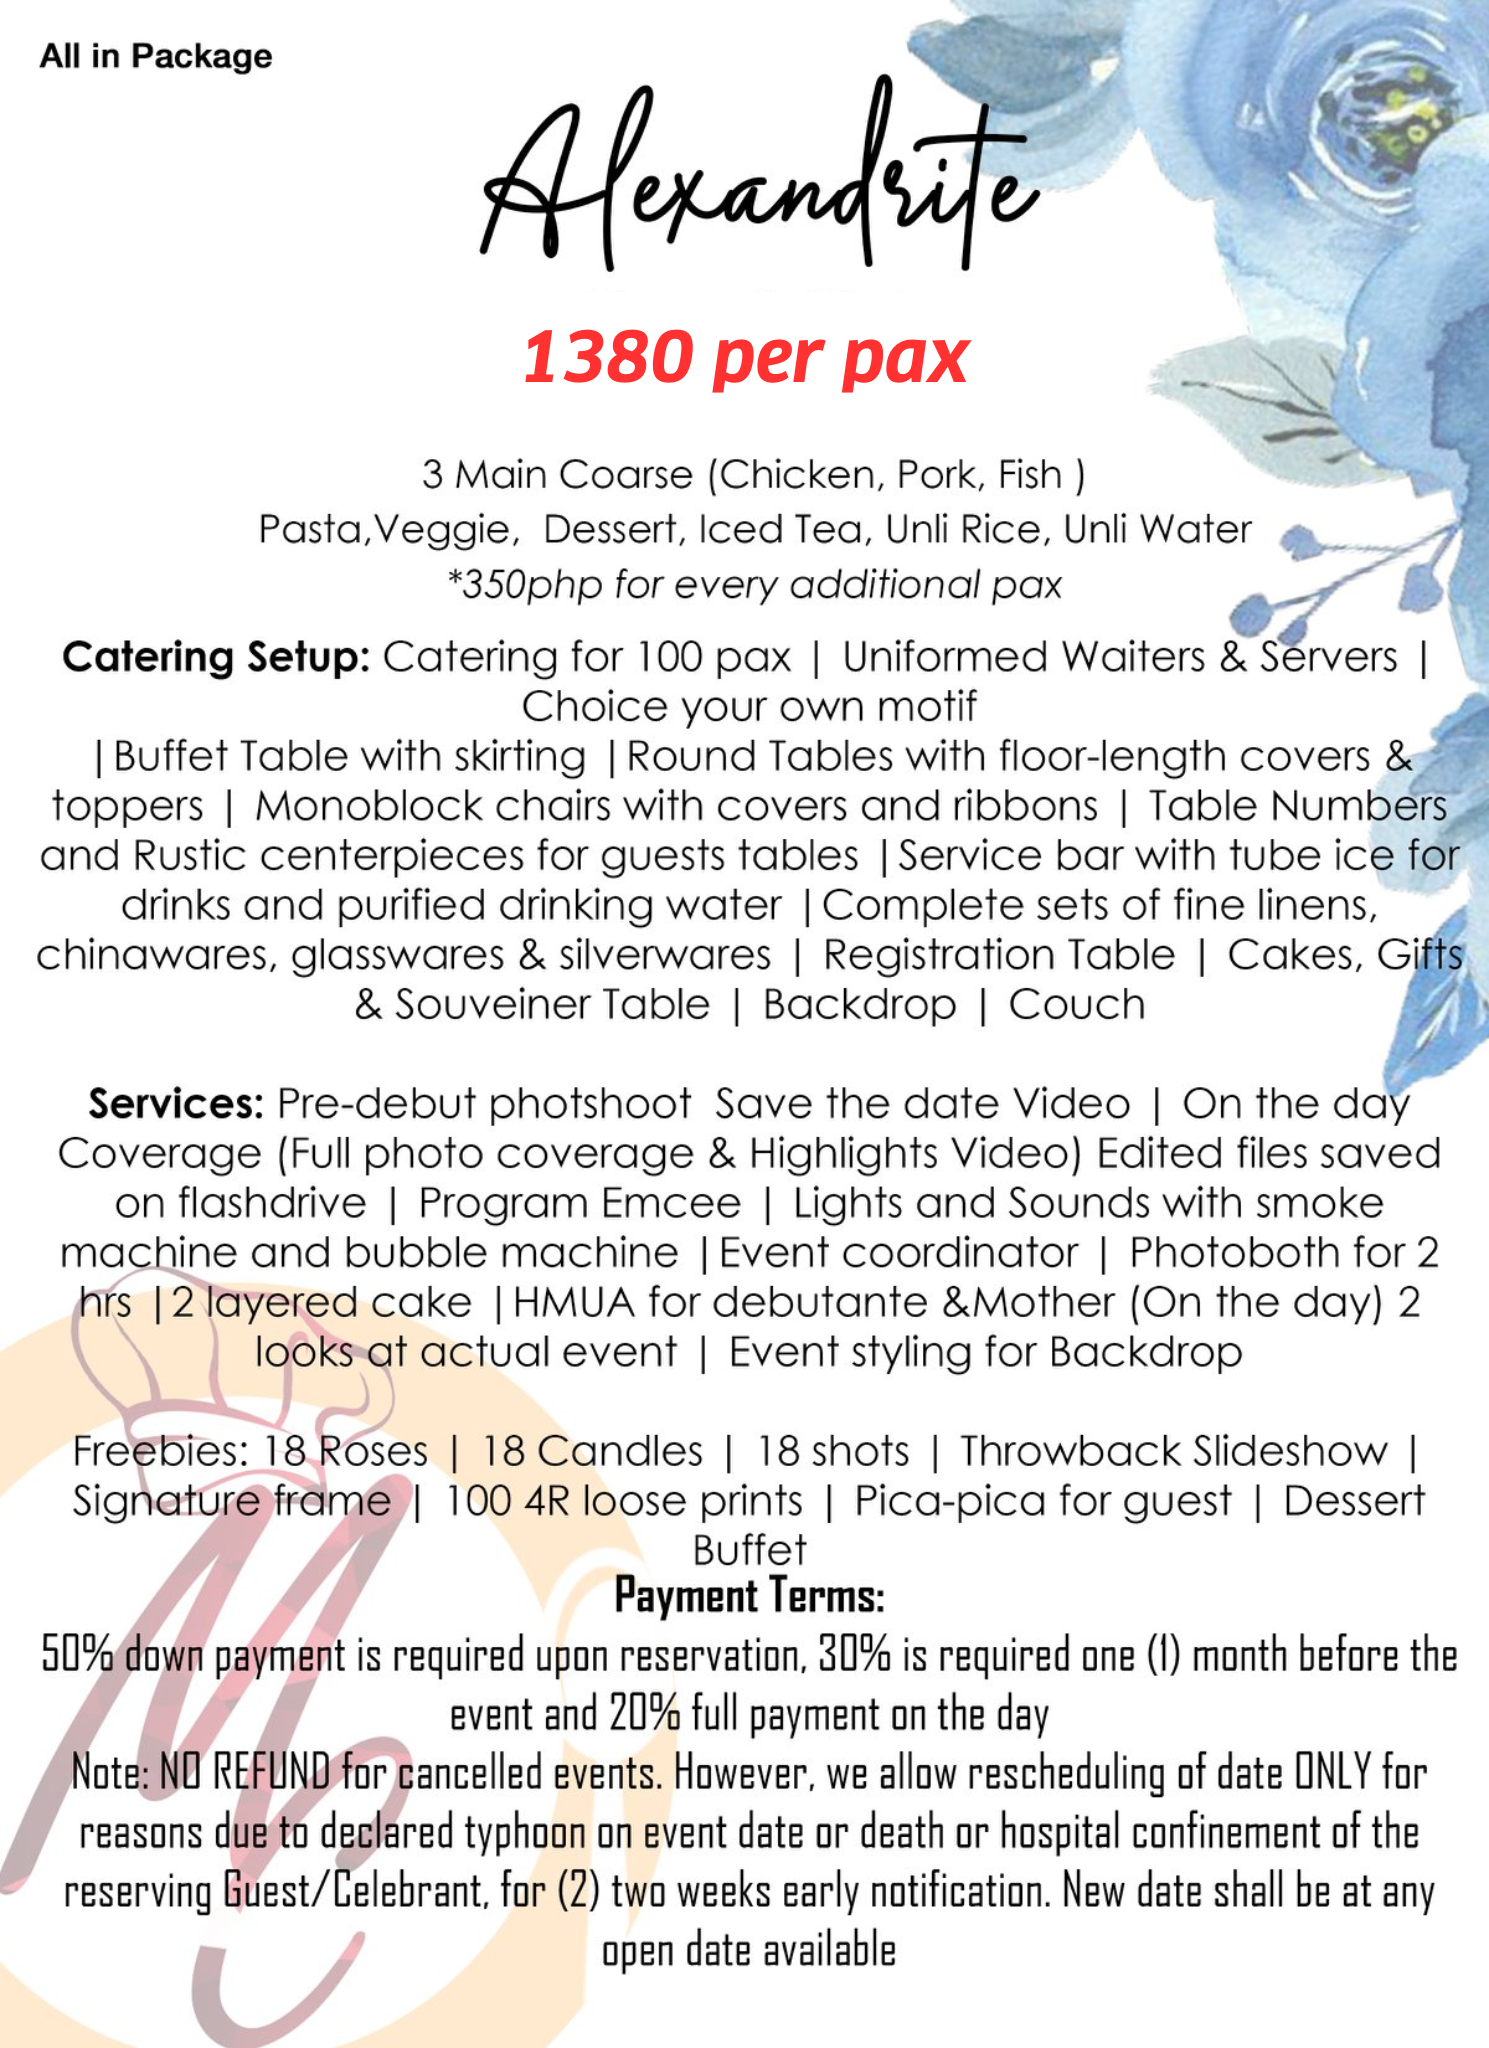 All in Package
Alexandrite
1380 per pax
3 Main Coarse (Chicken, Pork, Fish )
Pasta,Veggie,  Dessert, Iced Tea, Unli Rice, Unli Water
*350php for every additional pax
Catering Setup: Catering for 100 pax | Uniformed Waiters & Servers |
Choice your own motif
|Buffet Table with skirting |Round Tables with floor-length covers &
toppers | Monoblock chairs with covers and ribbons | Table Numbers
and Rustic centerpieces for guests tables |Service bar with tube ice for
drinks and purified drinking water |Complete sets of fine linens,
chinawares, glasswares & silverwares | Registration Table | Cakes, Gifts
& Souveiner Table | Backdrop | Couch
Services: Pre-debut photshoot  Save the date Video | On the day
Coverage (Full photo coverage & Highlights Video) Edited files saved
on flashdrive | Program Emcee | Lights and Sounds with smoke
machine and bubble machine |Event coordinator | Photoboth for 2
hrs |2 layered cake |HMUA for debutante &Mother (On the day) 2
looks at actual event | Event styling for Backdrop
Freebies: 18 Roses | 18 Candles | 18 shots | Throwback Slideshow |
Signature frame | 100 4R loose prints | Pica-pica for guest | Dessert
Buffet
Payment Terms:
50% down payment is required upon reservation, 30% is required one (1) month before the
event and 20% full payment on the day
Note: NO REFUND for cancelled events. However, we allow rescheduling of date ONLY for
reasons due to declared typhoon on event date or death or hospital confinement of the
reserving Guest/Celebrant, for (2) two weeks early notification. New date shall be at any
open date available